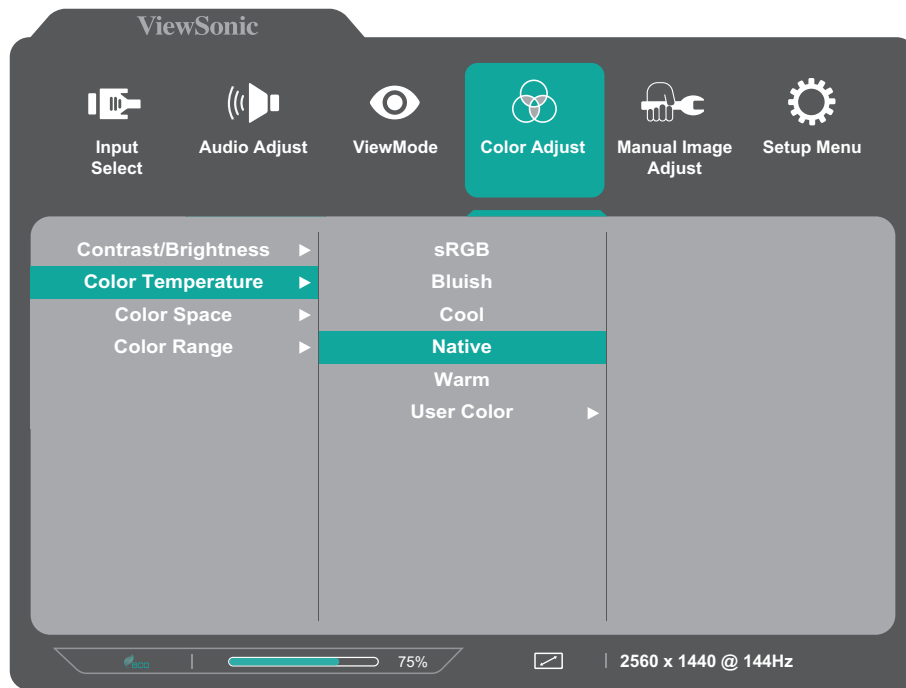 ViewSonic
Input
Select
Audio Adjust
ViewMode
Color Adjust
Manual Image
Adjust
Setup Menu
Contrast/Brightness
Color Temperature
Color Space
Color Range
sRGB
Bluish
Cool
Native
Warm
User Color
eco
75%
2560 x 1440 @ 144Hz